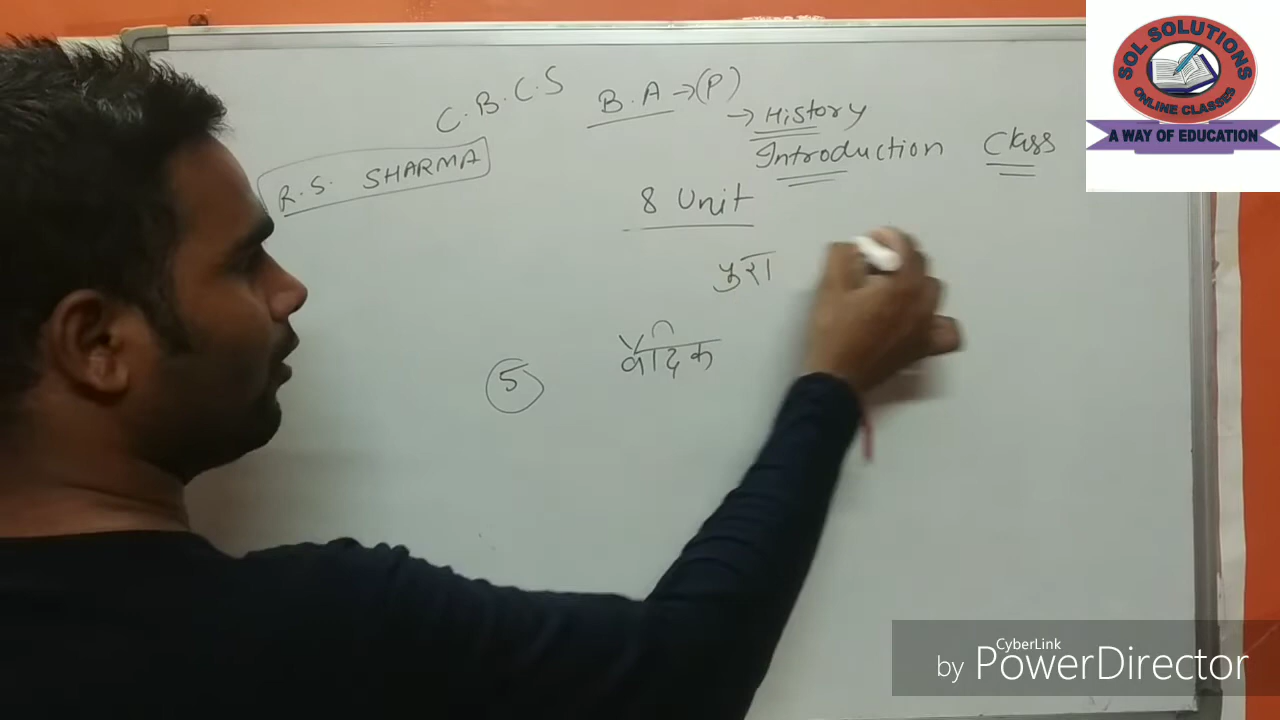 C.B.C.S B.A → (P)
→ History
Introduction Class
R.S. SHARMA
8 Unit
पुरा
5 वैदिक
SOL SOLUTIONS
ONLINE CLASSES
A WAY OF EDUCATION
CyberLink
by PowerDirector